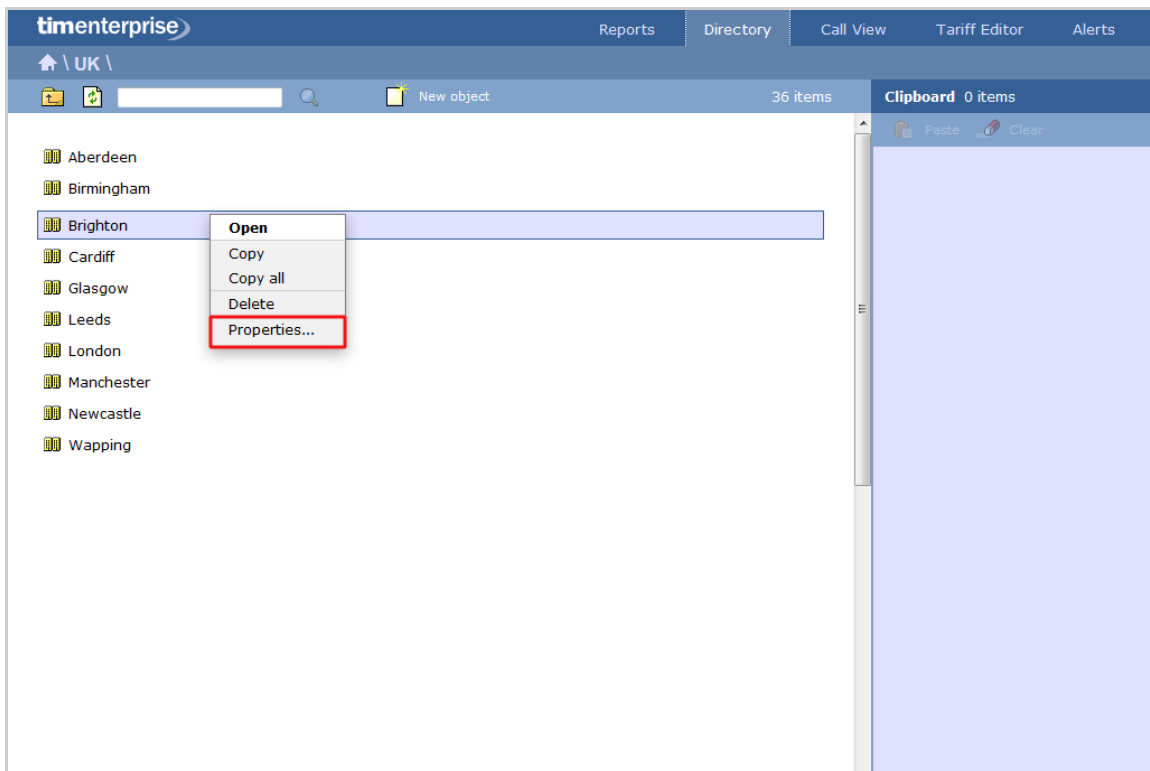 timenterprise
Reports Directory Call View Tariff Editor Alerts
\ UK \
New object 36 items Clipboard 0 items
Paste Clear
Aberdeen
Birmingham
Brighton
Open
Cardiff
Copy
Copy all
Glasgow
Delete
Leeds
Properties...
London
Manchester
Newcastle
Wapping